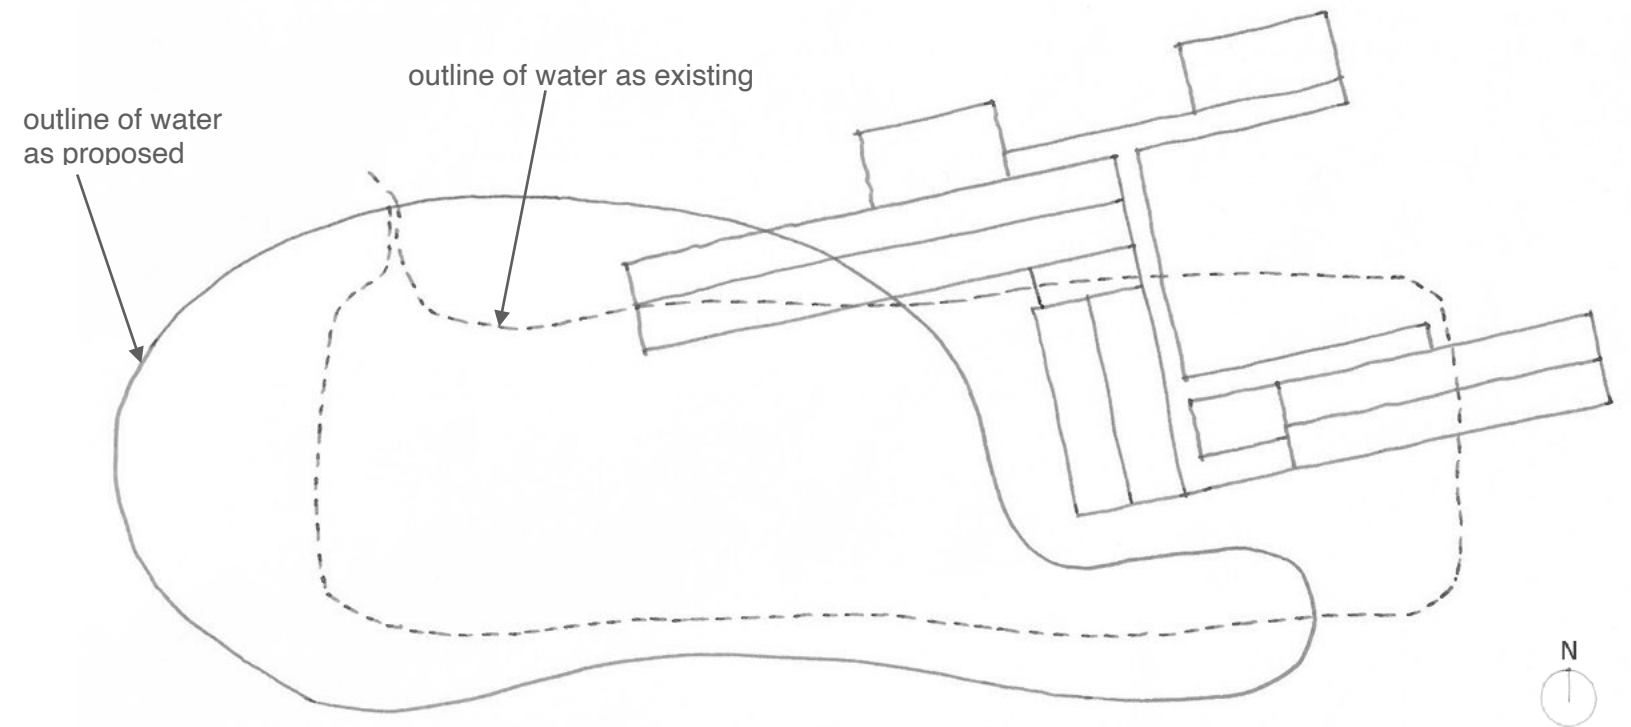 outline of water as existing
outline of water
as proposed
N